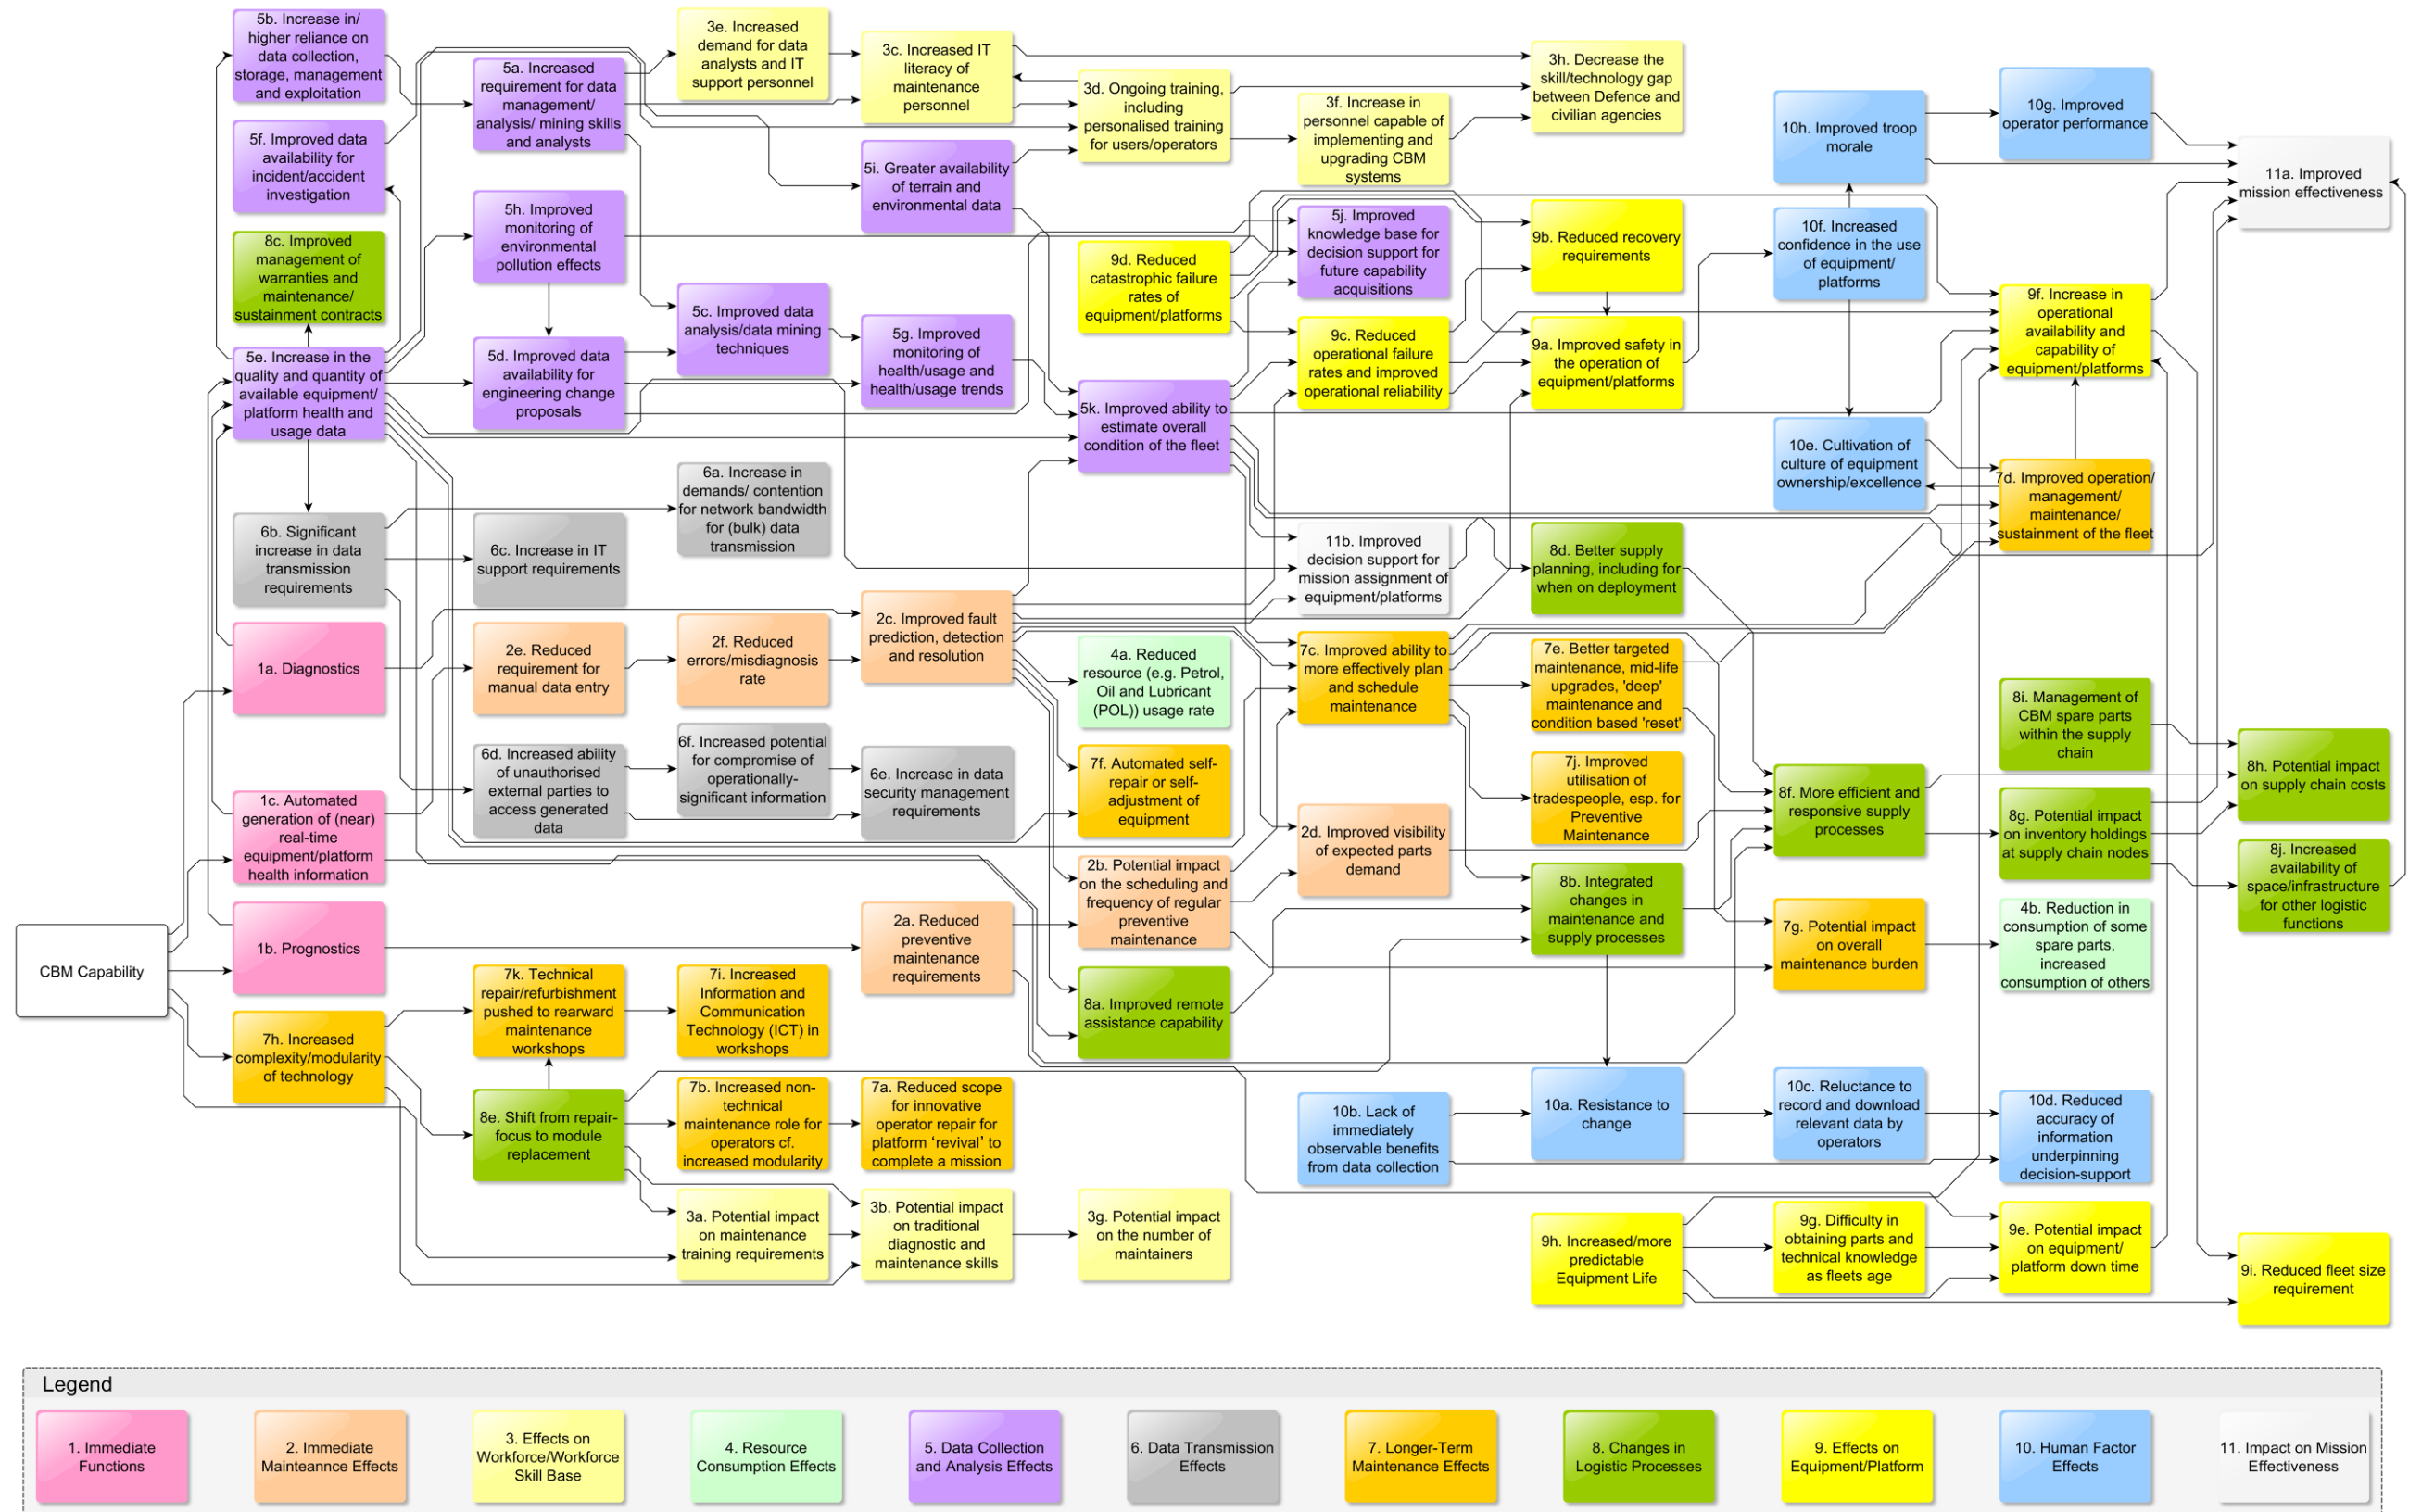 5b. Increase in/
higher reliance on
data collection,
storage, management
and exploitation
5f. Improved data
availability for
incident/accident
investigation
8c. Improved
management of
warranties and
maintenance/
sustainment contracts
5e. Increase in the
quality and quantity of
available equipment/
platform health and
usage data
6b. Significant
increase in data
transmission
requirements
1a. Diagnostics
1c. Automated
generation of (near)
real-time
equipment/platform
health information
1b. Prognostics
CBM Capability
7h. Increased
complexity/modularity
of technology
5a. Increased
requirement for data
management/
analysis/ mining skills
and analysts
5h. Improved
monitoring of
environmental
pollution effects
5d. Improved data
availability for
engineering change
proposals
6c. Increase in IT
support requirements
2e. Reduced
requirement for
manual data entry
6d. Increased ability
of unauthorised
external parties to
access generated
data
7k. Technical
repair/refurbishment
pushed to rearward
maintenance
workshops
8e. Shift from repair-
focus to module
replacement
3e. Increased
demand for data
analysts and IT
support personnel
5c. Improved data
analysis/data mining
techniques
6a. Increase in
demands/ contention
for network bandwidth
for (bulk) data
transmission
2f. Reduced
errors/misdiagnosis
rate
6f. Increased potential
for compromise of
operationally-
significant information
7i. Increased
Information and
Communication
Technology (ICT) in
workshops
7b. Increased non-
technical
maintenance role for
operators cf.
increased modularity
3a. Potential impact
on maintenance
training requirements
3c. Increased IT
literacy of
maintenance
personnel
5i. Greater availability
of terrain and
environmental data
5g. Improved
monitoring of
health/usage and
health/usage trends
2c. Improved fault
prediction, detection
and resolution
6e. Increase in data
security management
requirements
2a. Reduced
preventive
maintenance
requirements
7a. Reduced scope
for innovative
operator repair for
platform ‘revival’ to
complete a mission
3b. Potential impact
on traditional
diagnostic and
maintenance skills
3d. Ongoing training,
including
personalised training
for users/operators
9d. Reduced
catastrophic failure
rates of
equipment/platforms
5k. Improved ability to
estimate overall
condition of the fleet
4a. Reduced
resource (e.g. Petrol,
Oil and Lubricant
(POL)) usage rate
7f. Automated self-
repair or self-
adjustment of
equipment
2b. Potential impact
on the scheduling and
frequency of regular
preventive
maintenance
8a. Improved remote
assistance capability
3g. Potential impact
on the number of
maintainers
3f. Increase in
personnel capable of
implementing and
upgrading CBM
systems
5j. Improved
knowledge base for
decision support for
future capability
acquisitions
9c. Reduced
operational failure
rates and improved
operational reliability
11b. Improved
decision support for
mission assignment of
equipment/platforms
7c. Improved ability to
more effectively plan
and schedule
maintenance
2d. Improved visibility
of expected parts
demand
10b. Lack of
immediately
observable benefits
from data collection
3h. Decrease the
skill/technology gap
between Defence and
civilian agencies
9b. Reduced recovery
requirements
9a. Improved safety in
the operation of
equipment/platforms
8d. Better supply
planning, including for
when on deployment
7e. Better targeted
maintenance, mid-life
upgrades, 'deep'
maintenance and
condition based 'reset'
7j. Improved
utilisation of
tradespeople, esp. for
Preventive
Maintenance
8b. Integrated
changes in
maintenance and
supply processes
10a. Resistance to
change
9h. Increased/more
predictable
Equipment Life
10h. Improved troop
morale
10f. Increased
confidence in the use
of equipment/
platforms
10e. Cultivation of
culture of equipment
ownership/excellence
8f. More efficient and
responsive supply
processes
7g. Potential impact
on overall
maintenance burden
10c. Reluctance to
record and download
relevant data by
operators
9g. Difficulty in
obtaining parts and
technical knowledge
as fleets age
10g. Improved
operator performance
9f. Increase in
operational
availability and
capability of
equipment/platforms
7d. Improved operation/
management/
maintenance/
sustainment of the fleet
8i. Management of
CBM spare parts
within the supply
chain
8g. Potential impact
on inventory holdings
at supply chain nodes
4b. Reduction in
consumption of some
spare parts,
increased
consumption of others
10d. Reduced
accuracy of
information
underpinning
decision-support
9e. Potential impact
on equipment/
platform down time
11a. Improved
mission effectiveness
8h. Potential impact
on supply chain costs
8j. Increased
availability of
space/infrastructure
for other logistic
functions
9i. Reduced fleet size
requirement
Legend
1. Immediate
Functions
2. Immediate
Mainteannce Effects
3. Effects on
Workforce/Workforce
Skill Base
4. Resource
Consumption Effects
5. Data Collection
and Analysis Effects
6. Data Transmission
Effects
7. Longer-Term
Maintenance Effects
8. Changes in
Logistic Processes
9. Effects on
Equipment/Platform
10. Human Factor
Effects
11. Impact on Mission
Effectiveness